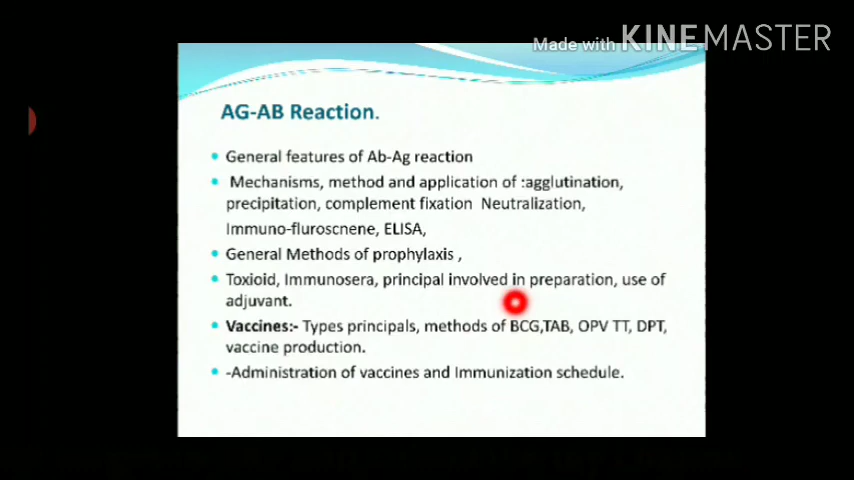 Made with KINEMASTER
AG-AB Reaction.
• General features of Ab-Ag reaction
• Mechanisms, method and application of :agglutination,
precipitation, complement fixation Neutralization,
Immuno-fluroscnene, ELISA,
• General Methods of prophylaxis ,
• Toxioid, Immunosera, principal involved in preparation, use of
adjuvant.
• Vaccines:- Types principals, methods of BCG,TAB, OPV TT, DPT,
vaccine production.
• -Administration of vaccines and Immunization schedule.